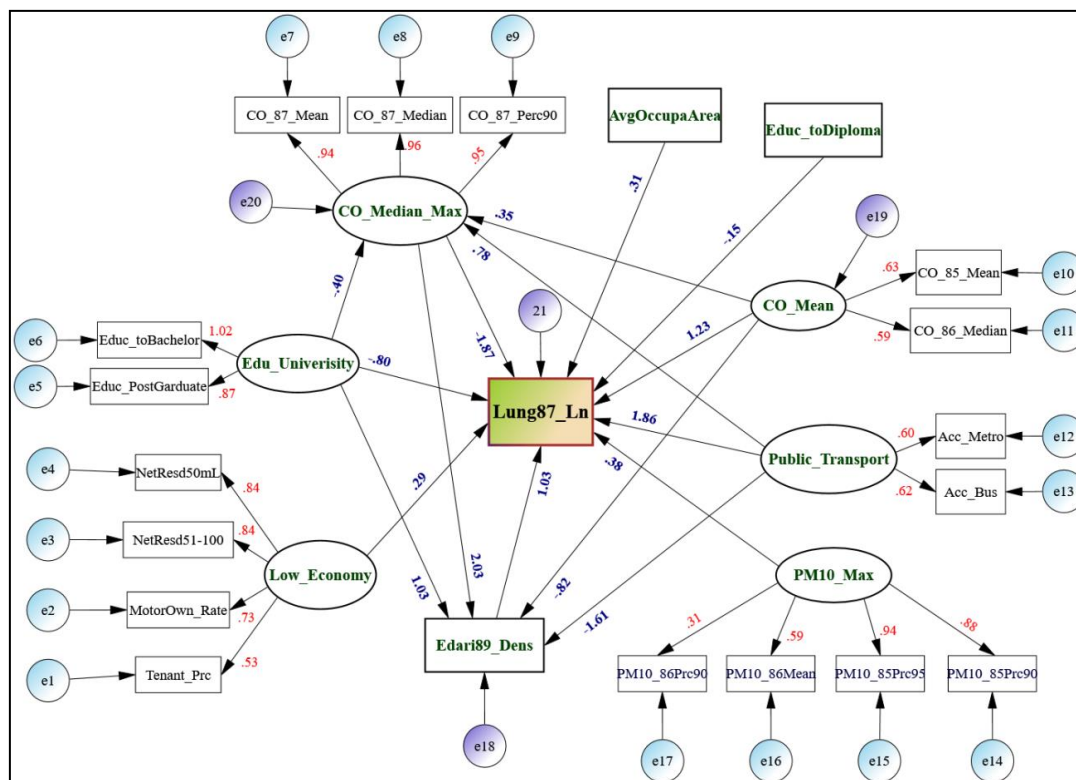 e7
e8
e9
CO_87_Mean
CO_87_Median
CO_87_Perc90
AvgOccupaArea
Educ_toDiploma
.94
.96
.95
e20
CO_Median_Max
.35
.78
.31
-.15
e19
CO_Mean
.63
CO_85_Mean
e10
.59
CO_86_Median
e11
-.40
-1.87
21
1.23
e6
Educ_toBachelor
1.02
Edu_Univerisity
e5
Educ_PostGarduate
.87
-.80
Lung87_Ln
1.86
.38
Public_Transport
.60
Acc_Metro
e12
.62
Acc_Bus
e13
e4
NetResd50mL
.84
e3
NetResd51-100
.84
.29
1.03
Low_Economy
e2
MotorOwn_Rate
.73
e1
Tenant_Prc
.53
1.03
2.03
-.82
-1.61
Edari89_Dens
e18
PM10_Max
.31
.59
.94
.88
PM10_86Prc90
PM10_86Mean
PM10_85Prc95
PM10_85Prc90
e17
e16
e15
e14